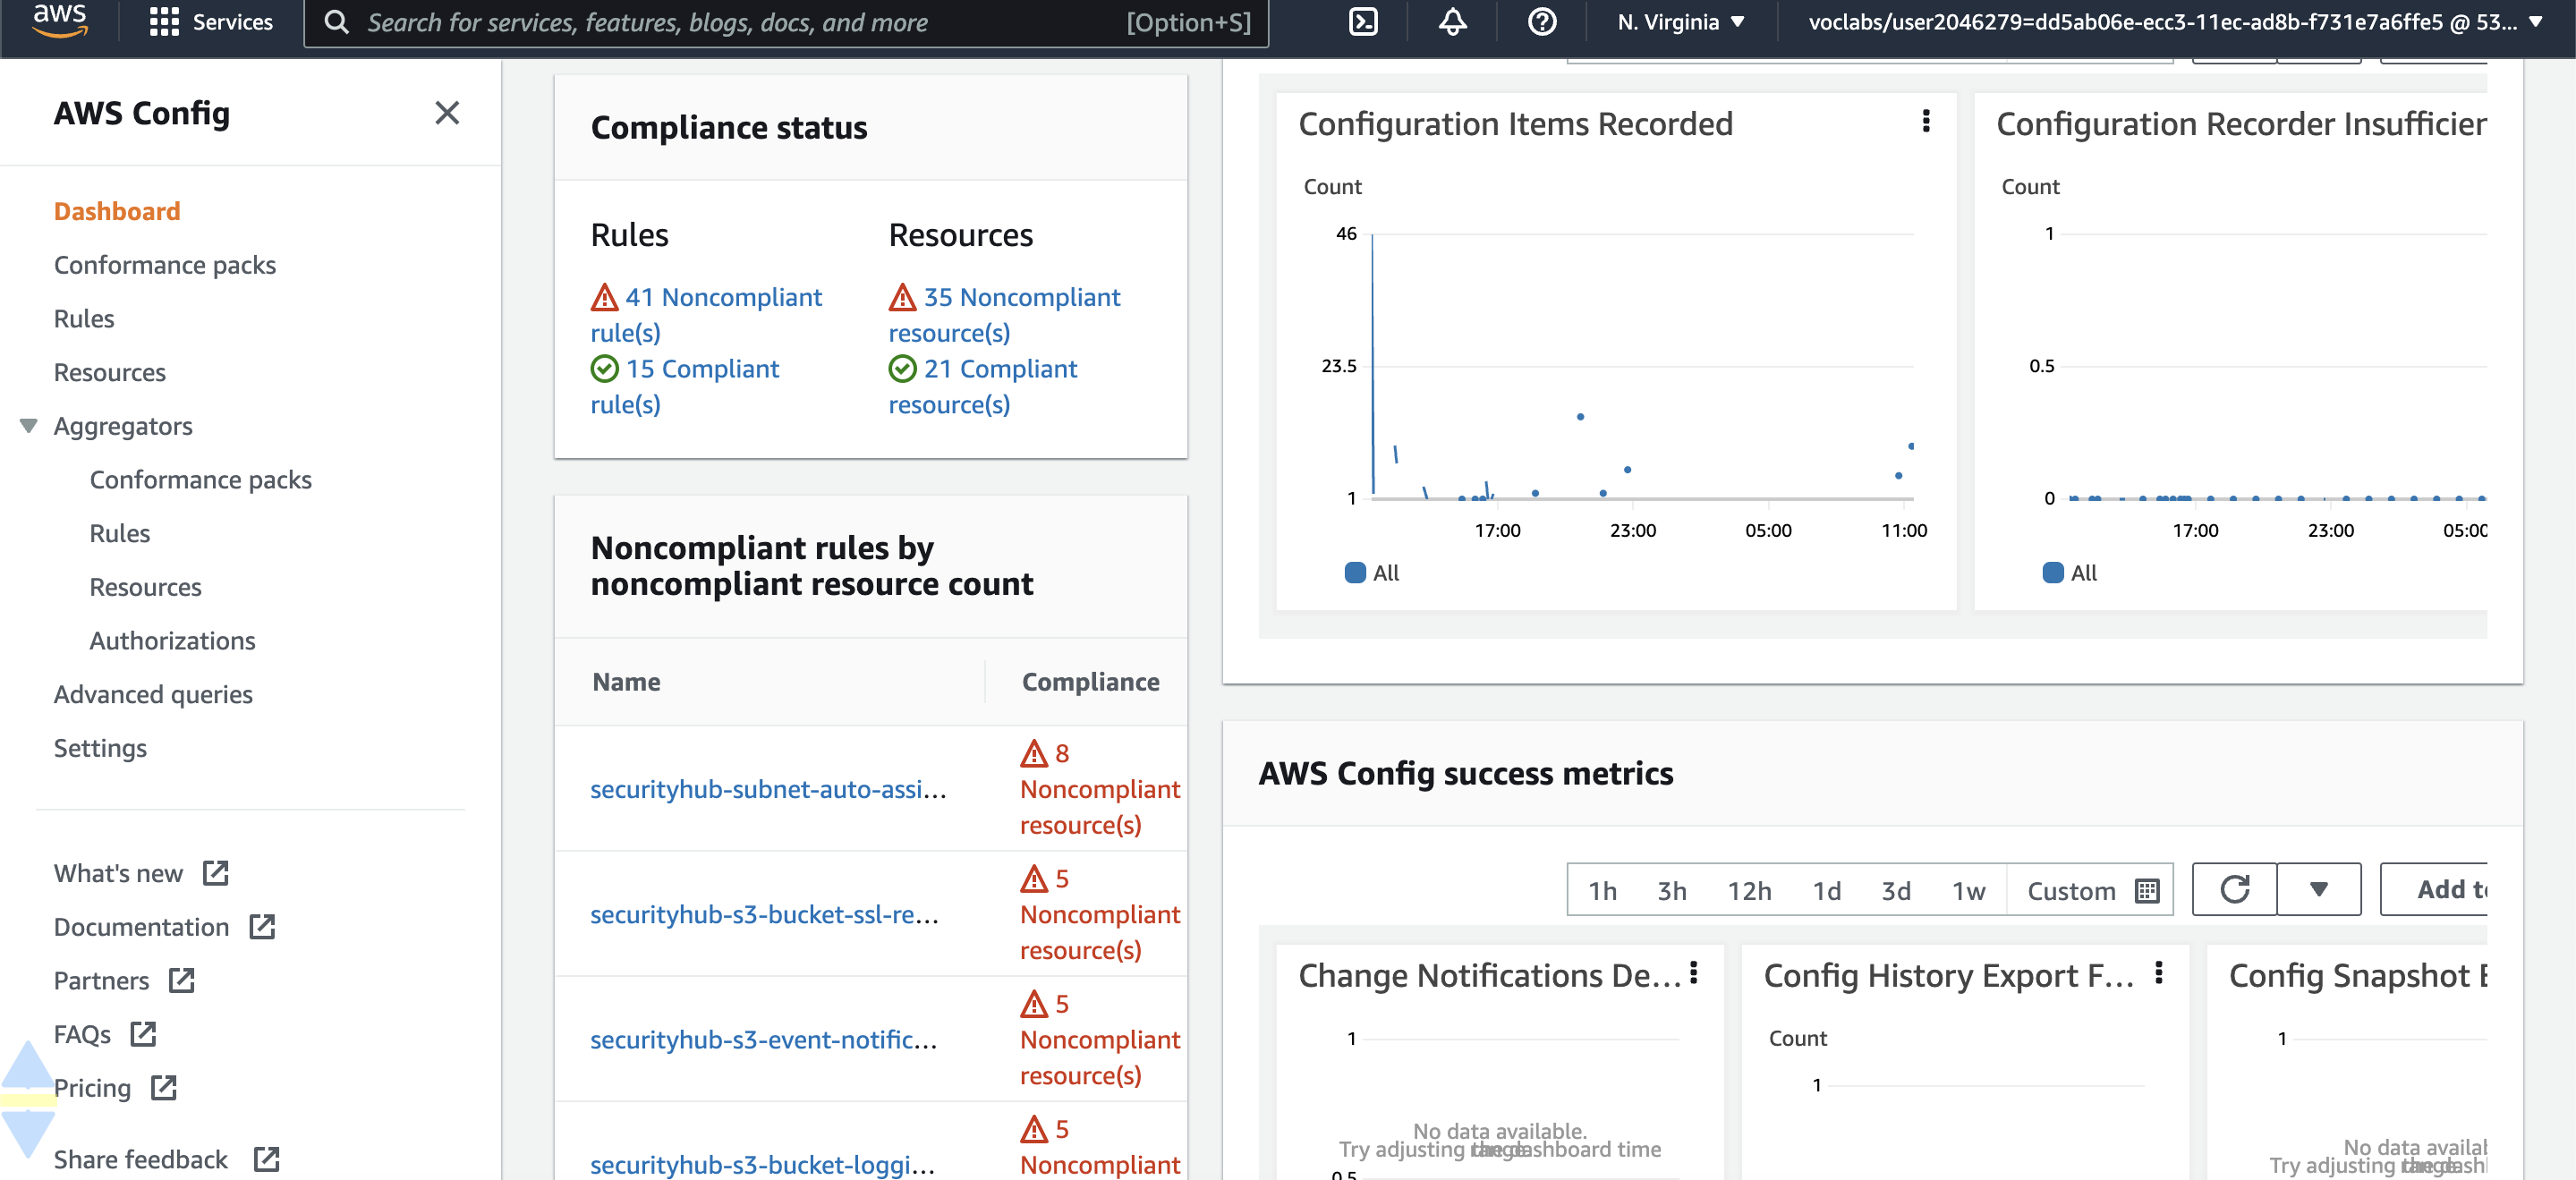 aws
Services
Search for services, features, blogs, docs, and more
[Option+S]
N. Virginia
voclabs/user2046279=dd5ab06e-ecc3-11ec-ad8b-f731e7a6ffe5 @ 53...
AWS Config
Dashboard
Conformance packs
Rules
Resources
Aggregators
Conformance packs
Rules
Resources
Authorizations
Advanced queries
Settings
What's new
Documentation
Partners
FAQs
Pricing
Share feedback
Compliance status
Rules
41 Noncompliant
rule(s)
15 Compliant
rule(s)
Resources
35 Noncompliant
resource(s)
21 Compliant
resource(s)
Noncompliant rules by
noncompliant resource count
Name
Compliance
securityhub-subnet-auto-assi...
8
Noncompliant
resource(s)
securityhub-s3-bucket-ssl-re...
5
Noncompliant
resource(s)
securityhub-s3-event-notific...
5
Noncompliant
resource(s)
securityhub-s3-bucket-loggi...
5
Noncompliant
Configuration Items Recorded
Count
46
23.5
1
17:00
23:00
05:00
11:00
All
Configuration Recorder Insufficien
Count
1
0.5
0
17:00
23:00
05:00
All
AWS Config success metrics
1h
3h
12h
1d
3d
1w
Custom
Add to
Change Notifications De...
1
No data available.
Try adjusting the dashboard time
range.
0.5
Config History Export F...
Count
1
Config Snapshot E
1
No data availab
Try adjusting the dash
range.